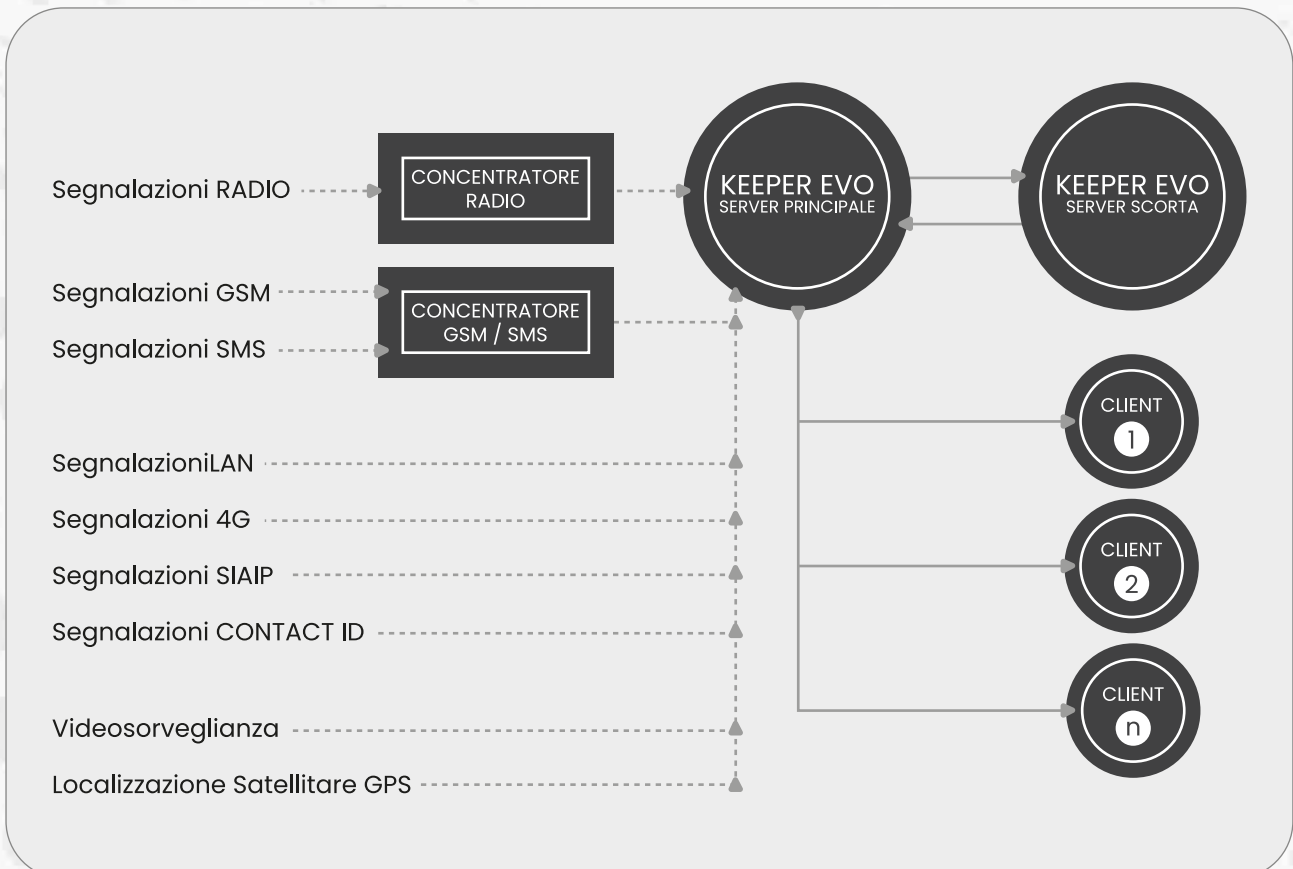 Segnalazioni RADIO
CONCENTRATORE
RADIO
KEEPER EVO
SERVER PRINCIPALE
KEEPER EVO
SERVER SCORTA
Segnalazioni GSM
Segnalazioni SMS
CONCENTRATORE
GSM / SMS
SegnalazioniLAN
Segnalazioni 4G
Segnalazioni SIAIP
Segnalazioni CONTACT ID
Videosorveglianza
Localizzazione Satellitare GPS
CLIENT
1
CLIENT
2
CLIENT
n